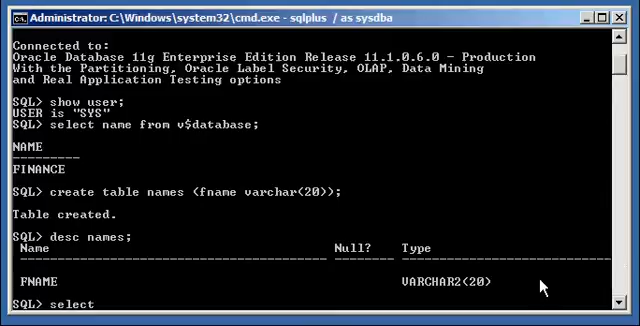 Administrator: C:\Windows\system32\cmd.exe - sqlplus  / as sysdba
Connected to:
Oracle Database 11g Enterprise Edition Release 11.1.0.6.0 - Production
With the Partitioning, Oracle Label Security, OLAP, Data Mining
and Real Application Testing options
SQL> show user;
USER is "SYS"
SQL> select name from v$database;
NAME
---------
FINANCE
SQL> create table names (fname varchar(20));
Table created.
SQL> desc names;
Name Null? Type
----------------------------------------- -------- ----------------------------
FNAME VARCHAR2(20)
SQL> select